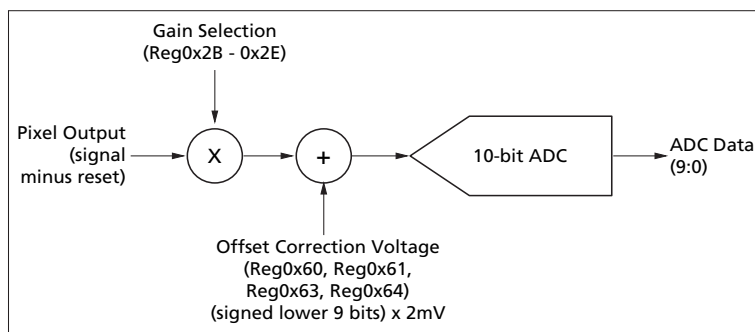 Gain Selection
(Reg0x2B - 0x2E)
Pixel Output
(signal
minus reset)
X
+
10-bit ADC
ADC Data
(9:0)
Offset Correction Voltage
(Reg0x60, Reg0x61,
Reg0x63, Reg0x64)
(signed lower 9 bits) x 2mV